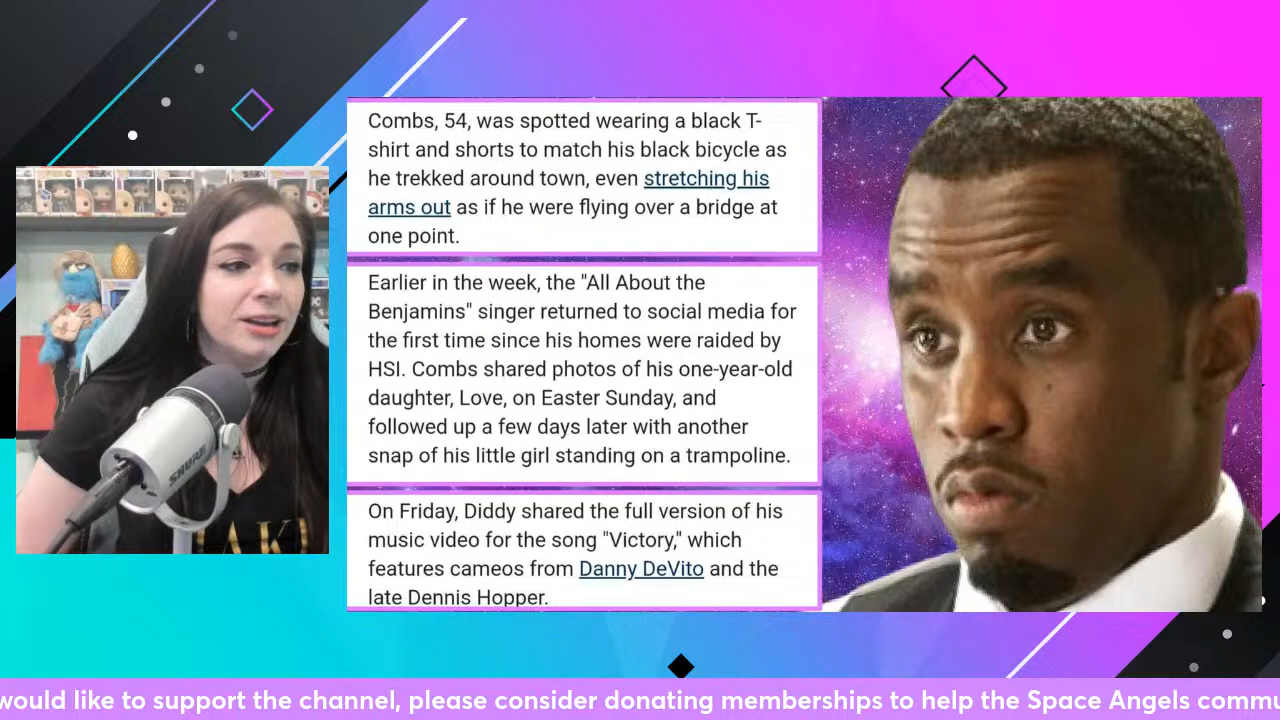 Combs, 54, was spotted wearing a black T-
shirt and shorts to match his black bicycle as
he trekked around town, even stretching his
arms out as if he were flying over a bridge at
one point.
Earlier in the week, the "All About the
Benjamins" singer returned to social media for
the first time since his homes were raided by
HSI. Combs shared photos of his one-year-old
daughter, Love, on Easter Sunday, and
followed up a few days later with another
snap of his little girl standing on a trampoline.
On Friday, Diddy shared the full version of his
music video for the song "Victory," which
features cameos from Danny DeVito and the
late Dennis Hopper.
SHURE
would like to support the channel, please consider donating memberships to help the Space Angels